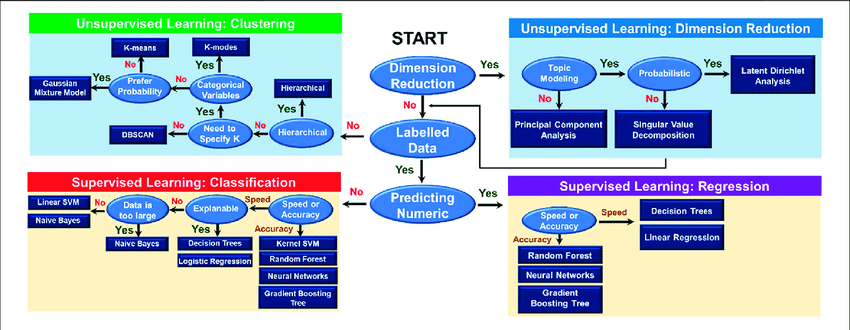 Unsupervised Learning: Clustering
START
Unsupervised Learning: Dimension Reduction
K-means
K-modes
No
Yes
Gaussian
Mixture Model
Yes
Prefer
Probability
No
Categorical
Variables
Hierarchical
Yes
Yes
DBSCAN
No
Need to
Specify K
No
Hierarchical
No
Dimension
Reduction
Yes
No
Labelled
Data
Yes
Topic
Modeling
Yes
Probabilistic
Yes
Latent Dirichlet
Analysis
No
No
Principal Component
Analysis
Singular Value
Decomposition
Supervised Learning: Classification
No
Predicting
Numeric
Yes
Supervised Learning: Regression
Linear SVM
Naive Bayes
No
Data is
too large
No
Explanable
Speed
Speed or
Accuracy
Yes
Yes
Accuracy
Naive Bayes
Decision Trees
Logistic Regression
Kernel SVM
Random Forest
Neural Networks
Gradient Boosting
Tree
Speed or
Accuracy
Speed
Decision Trees
Linear Regression
Accuracy
Random Forest
Neural Networks
Gradient
Boosting Tree